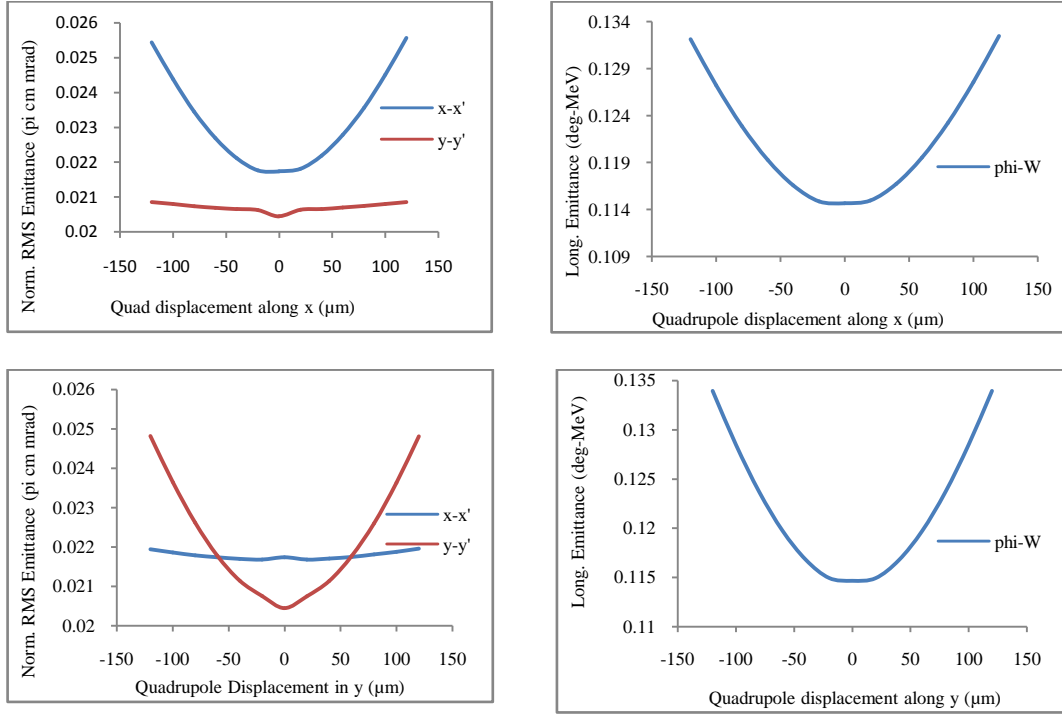 0.026
0.025
0.024
0.023
0.022
0.021
0.02
-150 -100 -50 0 50 100 150
Norm. RMS Emittance (pi cm mrad)
Quad displacement along x (µm)
x-x'
y-y'
0.134
0.129
0.124
0.119
0.114
0.109
-150 -100 -50 0 50 100 150
Long. Emittance (deg-MeV)
Quadrupole displacement along x (µm)
phi-W
0.026
0.025
0.024
0.023
0.022
0.021
0.02
-150 -100 -50 0 50 100 150
Norm. RMS Emittance (pi cm mrad)
Quadrupole Displacement in y (µm)
x-x'
y-y'
0.135
0.13
0.125
0.12
0.115
0.11
-150 -100 -50 0 50 100 150
Long. Emittance (deg-MeV)
Quadrupole displacement along y (µm)
phi-W